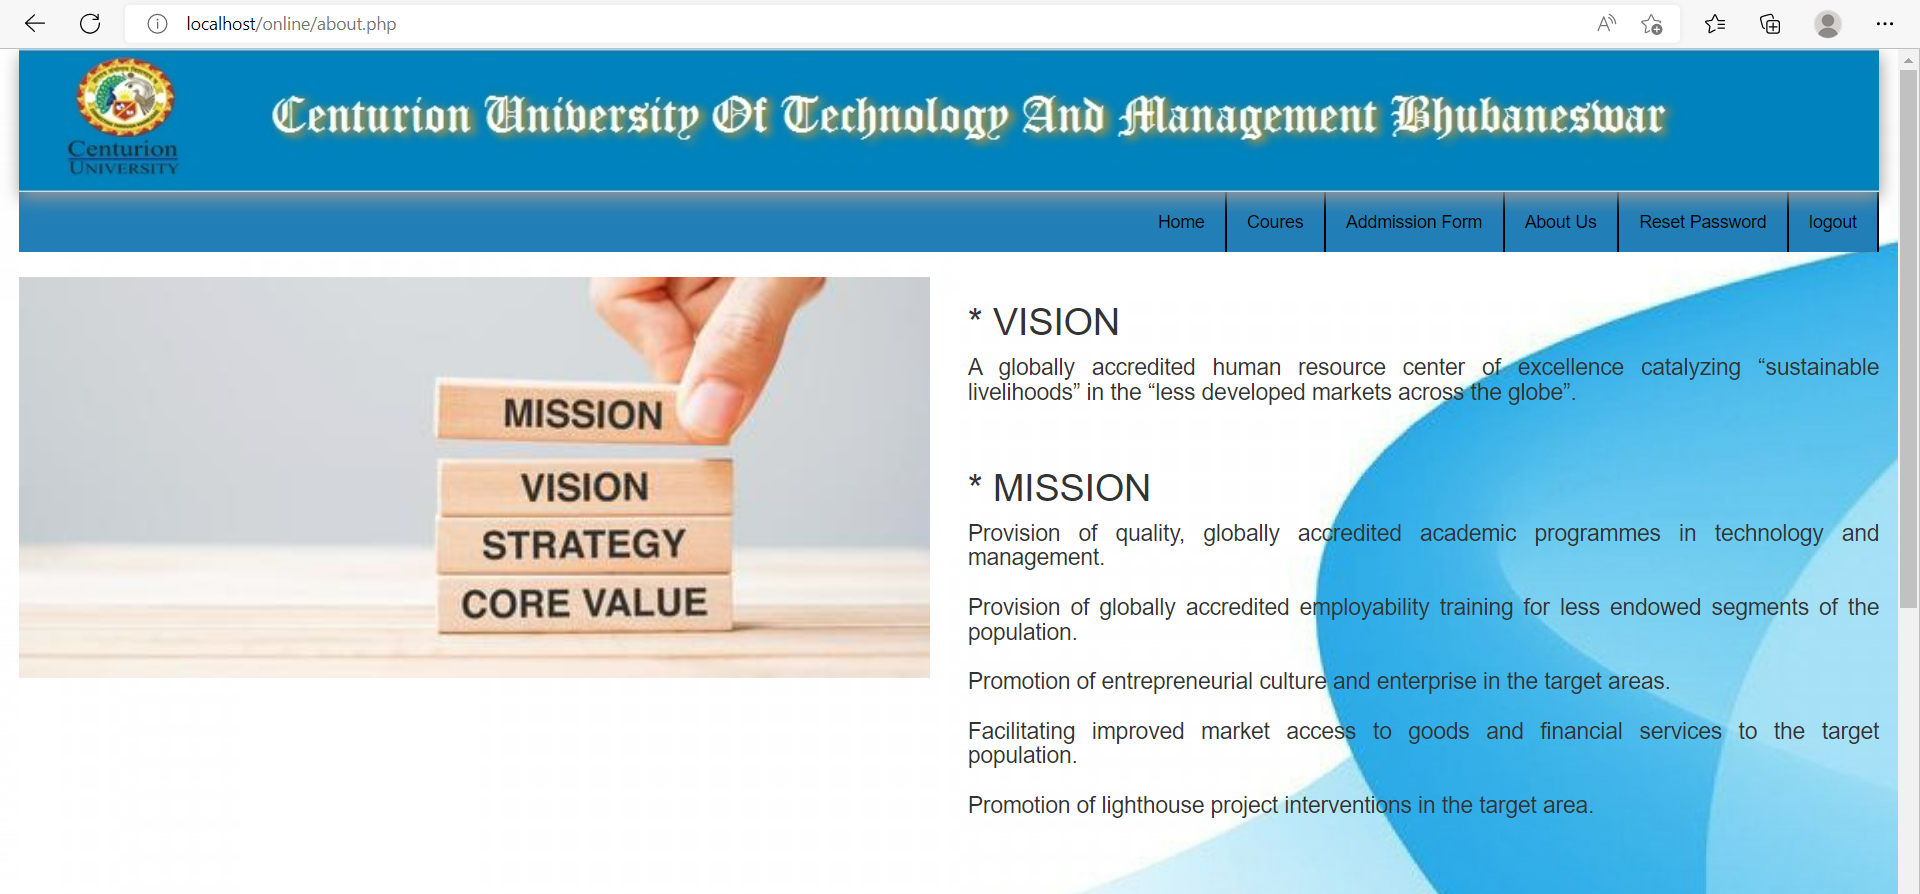 localhost/online/about.php
Centurion University Of Technology And Management Bhubaneswar
Centurion
UNIVERSITY
Home Coures Addmission Form About Us Reset Password logout
MISSION
VISION
STRATEGY
CORE VALUE
* VISION
A globally accredited human resource center of excellence catalyzing “sustainable
livelihoods” in the “less developed markets across the globe”.
* MISSION
Provision of quality, globally accredited academic programmes in technology and
management.
Provision of globally accredited employability training for less endowed segments of the
population.
Promotion of entrepreneurial culture and enterprise in the target areas.
Facilitating improved market access to goods and financial services to the target
population.
Promotion of lighthouse project interventions in the target area.